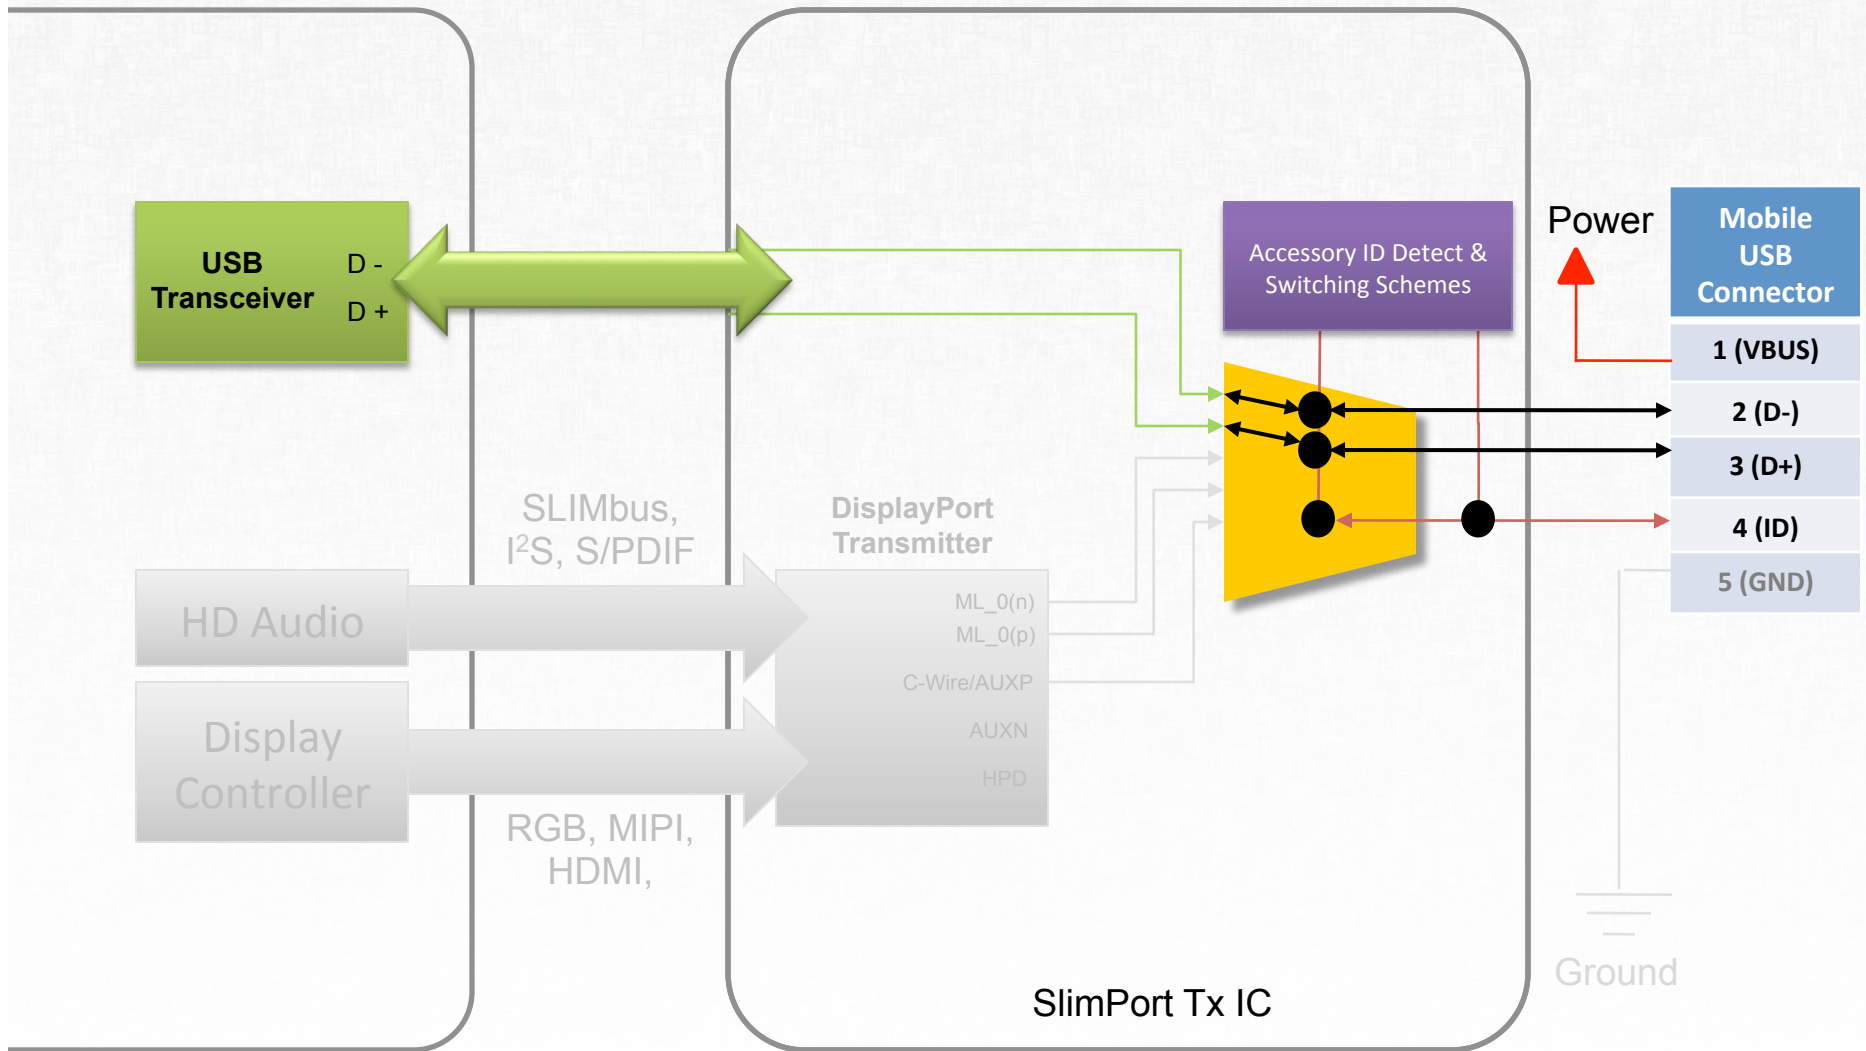 USB
Transceiver
D -
D +
Accessory ID Detect &
Switching Schemes
Power
Mobile
USB
Connector
1 (VBUS)
2 (D-)
3 (D+)
4 (ID)
5 (GND)
SLIMbus,
I²S, S/PDIF
DisplayPort
Transmitter
HD Audio
ML_0(n)
ML_0(p)
C-Wire/AUXP
AUXN
HPD
Display
Controller
RGB, MIPI,
HDMI,
Ground
SlimPort Tx IC